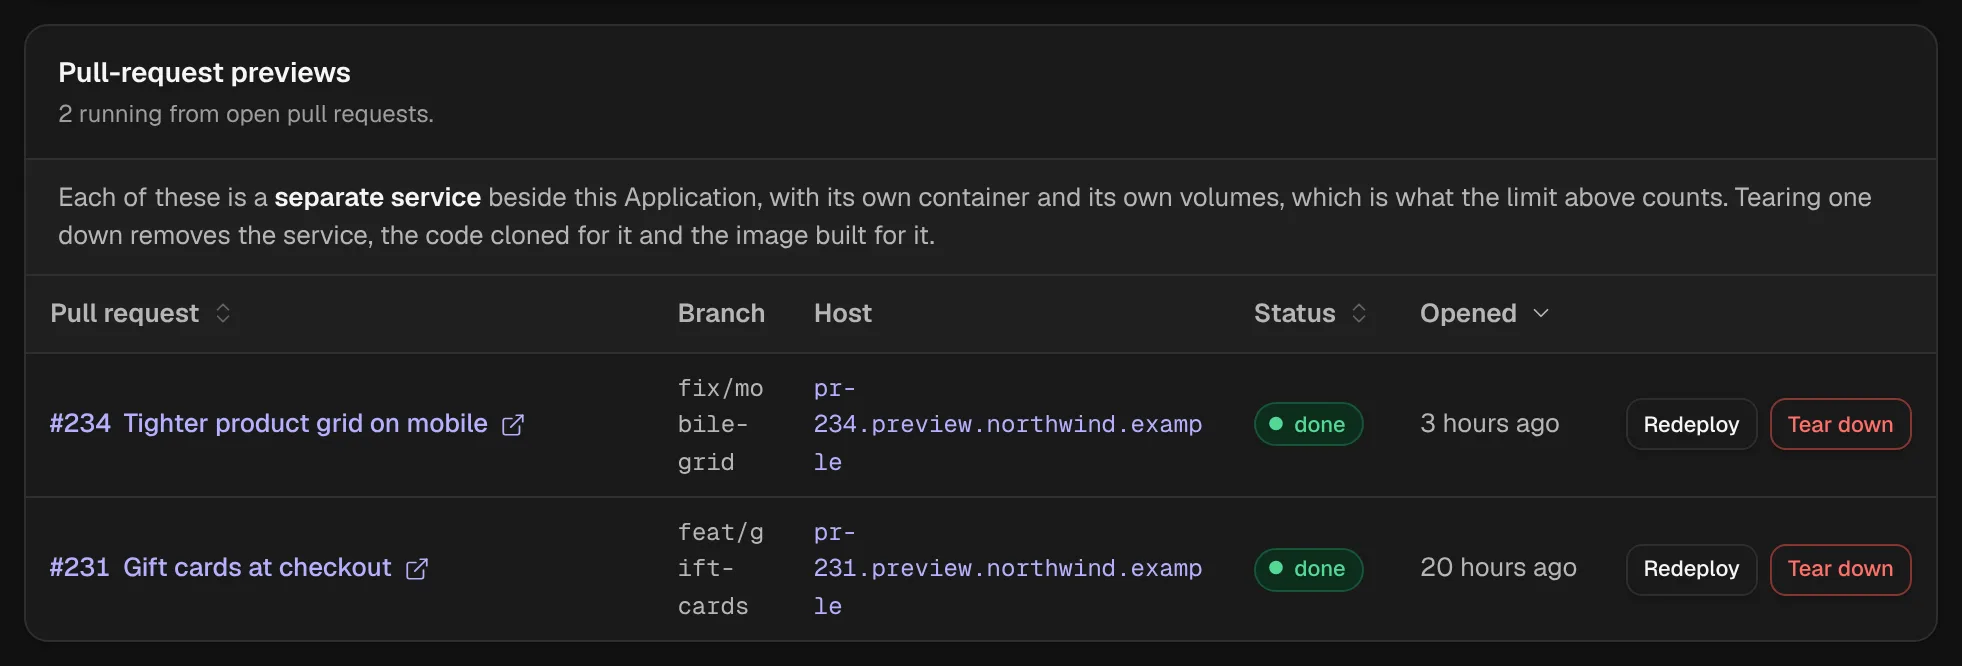 Pull-request previews
2 running from open pull requests.
Each of these is a separate service beside this Application, with its own container and its own volumes, which is what the limit above counts. Tearing one
down removes the service, the code cloned for it and the image built for it.
Pull request Branch Host Status Opened
#234 Tighter product grid on mobile
fix/mo
bile-
grid
pr-
234.preview.northwind.examp
le
done
3 hours ago
Redeploy
Tear down
#231 Gift cards at checkout
feat/g
ift-
cards
pr-
231.preview.northwind.examp
le
done
20 hours ago
Redeploy
Tear down